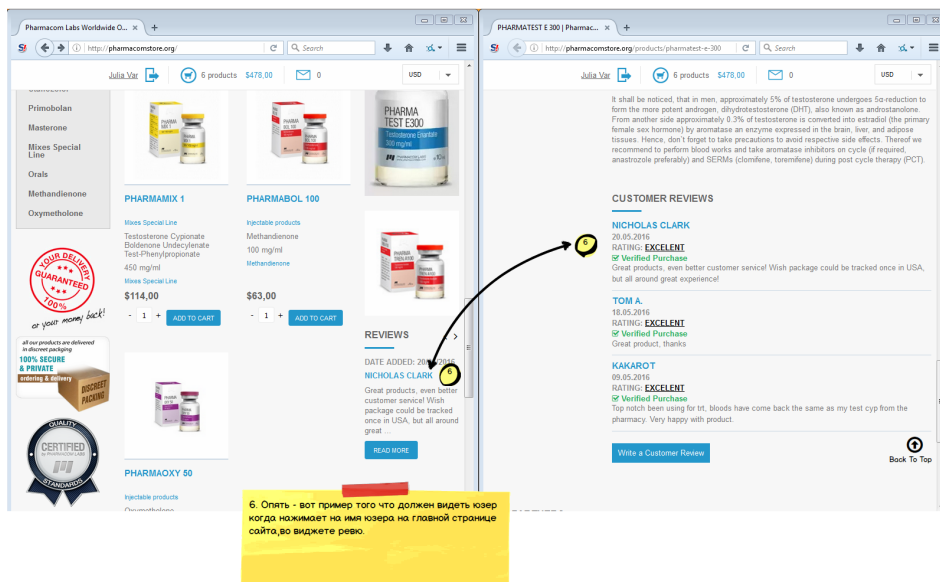 Pharmacom Labs Worldwide O...
http://pharmacomstore.org/
Search
Julia Var
6 products $478,00
0
USD
Primobolan
Masterone
Mixes Special
Line
Orals
Methandienone
Oxymetholone
YOUR DELIVERY
GUARANTEED
100%
or your money back!
all our products are delivered
in discreet packaging
100% SECURE
& PRIVATE
ordering & delivery
DISCREET
PACKING
QUALITY
CERTIFIED
BY PHARMACOM LABS
STANDARDS
PHARMAMIX 1
Mixes Special Line
Testosterone Cypionate
Boldenone Undecylenate
Test-Phenylpropionate
450 mg/ml
Mixes Special Line
$114,00
- 1 +
ADD TO CART
PHARMABOL 100
Injectable products
Methandienone
100 mg/ml
Methandienone
$63,00
- 1 +
ADD TO CART
PHARMAOXY 50
Injectable products
PHARMA
TEST E300
Testosterone Enantate
300 mg/ml
REVIEWS
DATE ADDED: 20/05/2016
NICHOLAS CLARK
6
Great products, even better
customer service! Wish
package could be tracked
once in USA, but all around
great ...
READ MORE
PHARMATEST E 300 | Pharmac...
http://pharmacomstore.org/products/pharmatest-e-300
Search
Julia Var
6 products $478,00
0
USD
It shall be noticed, that in men, approximately 5% of testosterone undergoes 5α-reduction to
form the more potent androgen, dihydrotestosterone (DHT), also known as androstanolone.
From another side approximately 0.3% of testosterone is converted into estradiol (the primary
female sex hormone) by aromatase an enzyme expressed in the brain, liver, and adipose
tissues. Hence, don't forget to take precautions to avoid respective side effects. Thereof we
recommend to perform blood works and take aromatase inhibitors on cycle (if required,
anastrozole preferably) and SERMs (clomifene, toremifene) during post cycle therapy (PCT).
CUSTOMER REVIEWS
6
NICHOLAS CLARK
20.05.2016
RATING: EXCELENT
Verified Purchase
Great products, even better customer service! Wish package could be tracked once in USA,
but all around great experience!
TOM A.
18.05.2016
RATING: EXCELENT
Verified Purchase
Great product, thanks
KAKAROT
09.05.2016
RATING: EXCELENT
Verified Purchase
Top notch been using for trt, bloods have come back the same as my test cyp from the
pharmacy. Very happy with product.
Write a Customer Review
Back To Top
6. Опять - вот пример того что должен видеть юзер
когда нажимает на имя юзера на главной странице
сайта,во виджете ревю.